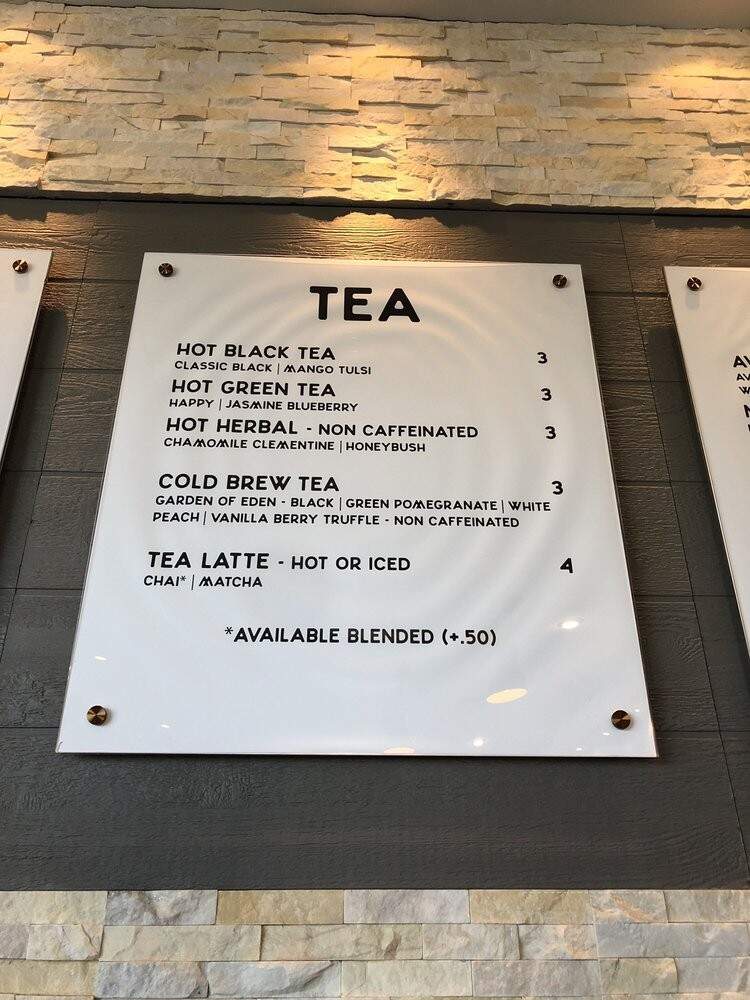 TEA
HOT BLACK TEA 3
CLASSIC BLACK | MANGO TULSI
HOT GREEN TEA 3
HAPPY | JASMINE BLUEBERRY
HOT HERBAL - NON CAFFEINATED 3
CHAMOMILE CLEMENTINE | HONEYBUSH
COLD BREW TEA 3
GARDEN OF EDEN - BLACK | GREEN POMEGRANATE | WHITE
PEACH | VANILLA BERRY TRUFFLE - NON CAFFEINATED
TEA LATTE - HOT OR ICED 4
CHAI* | MATCHA
*AVAILABLE BLENDED (+.50)